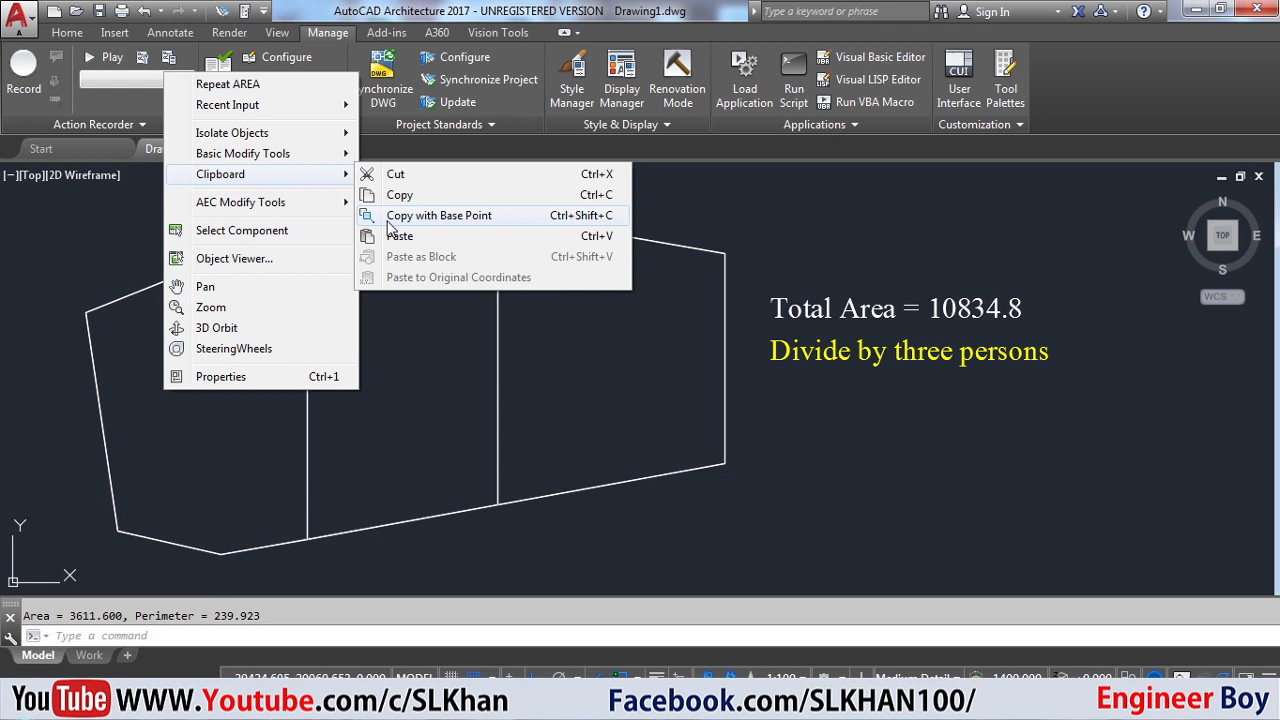 AutoCAD Architecture 2017 - UNREGISTERED VERSION Drawing1.dwg
Type a keyword or phrase
Sign In
Home Insert Annotate Render View Manage Add-ins A360 Vision Tools
Record
Play
Configure
Action Recorder
Synchronize
DWG
Configure
Synchronize Project
Update
Project Standards
Style
Manager
Display
Manager
Renovation
Mode
Style & Display
Load
Application
Run
Script
Visual Basic Editor
Visual LISP Editor
Run VBA Macro
Applications
CUI
User
Interface
Tool
Palettes
Customization
Start
Repeat AREA
Recent Input
Isolate Objects
Basic Modify Tools
Clipboard
AEC Modify Tools
Select Component
Object Viewer...
Pan
Zoom
3D Orbit
SteeringWheels
Properties Ctrl+1
Cut Ctrl+X
Copy Ctrl+C
Copy with Base Point Ctrl+Shift+C
Paste Ctrl+V
Paste as Block Ctrl+Shift+V
Paste to Original Coordinates
[−][Top][2D Wireframe]
N
W TOP E
S
WCS
Total Area = 10834.8
Divide by three persons
Y
X
Area = 3611.600, Perimeter = 239.923
Type a command
Model Work +
YouTube WWW.Youtube.com/c/SLKhan Facebook.com/SLKHAN100/ Engineer Boy